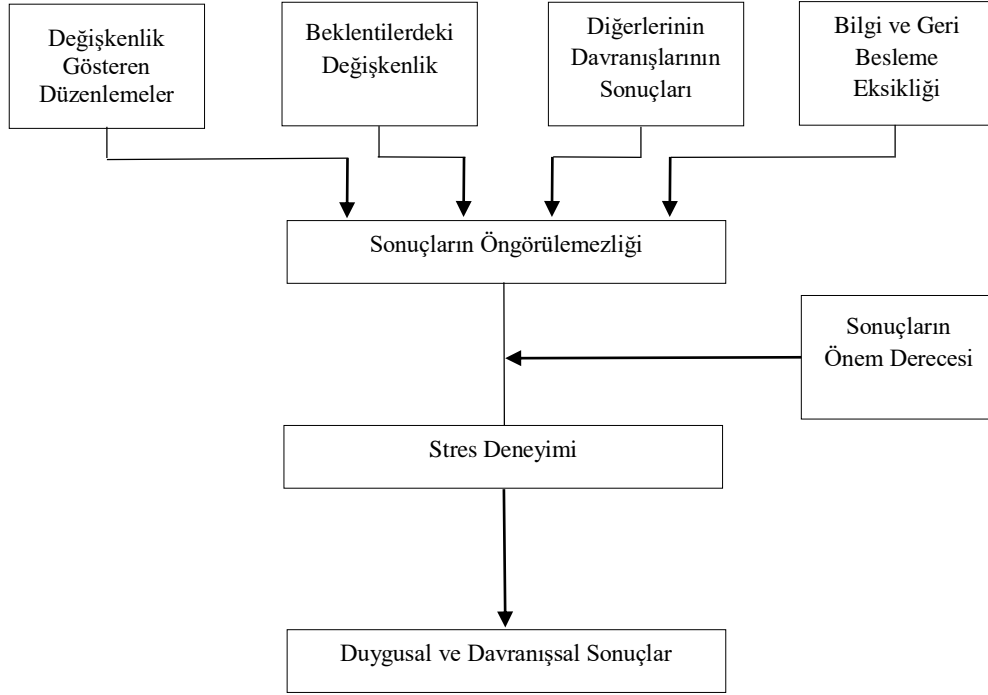 Değişkenlik
Gösteren
Düzenlemeler
Beklentilerdeki
Değişkenlik
Diğerlerinin
Davranışlarının
Sonuçları
Bilgi ve Geri
Besleme
Eksikliği
Sonuçların Öngörülemezliği
Sonuçların
Önem Derecesi
Stres Deneyimi
Duygusal ve Davranışsal Sonuçlar